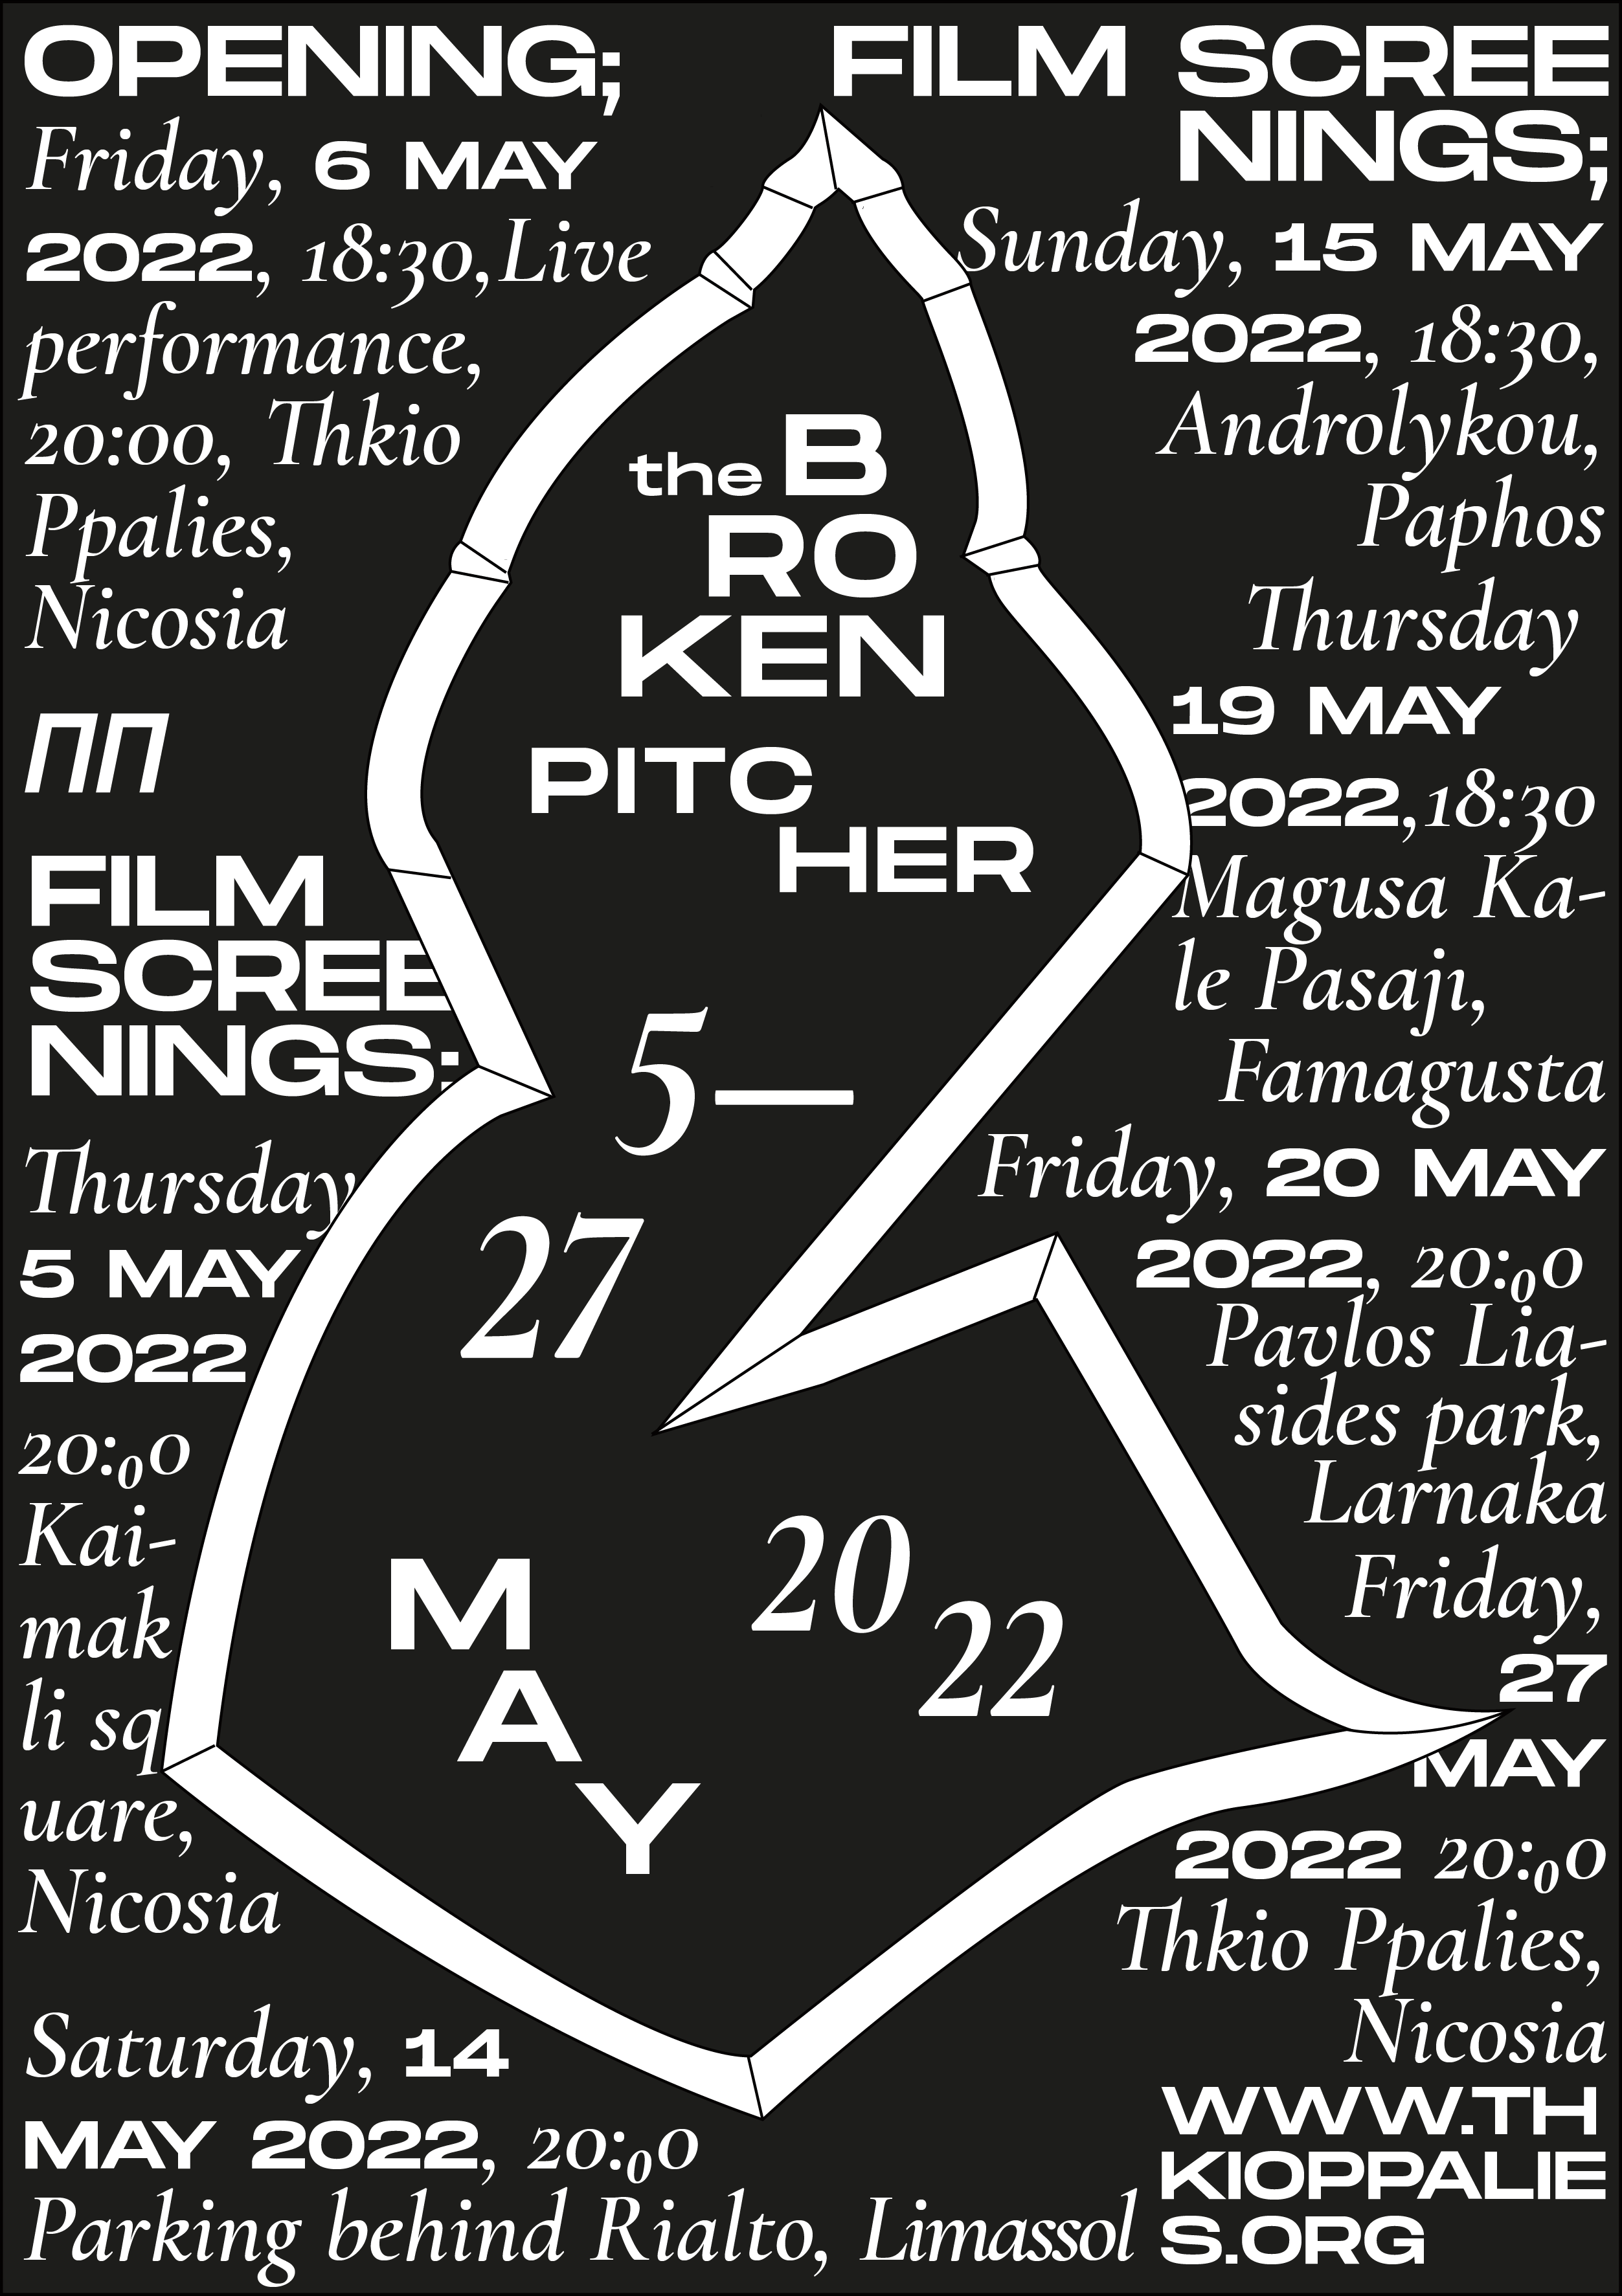 OPENING;
Friday, 6 MAY
2022, 18:30, Live
performance,
20:00, Thkio
Ppalies,
Nicosia
ΠΠ
FILM
SCREE
NINGS:
Thursday
5 MAY
2022
20:00
Kai-
mak
li sq
uare,
Nicosia
Saturday, 14
MAY 2022, 20:00
Parking behind Rialto, Limassol
the B
RO
KEN
PITC
HER
5—
27
M
A
Y
20
22
FILM SCREE
NINGS;
Sunday, 15 MAY
2022, 18:30,
Androlykou,
Paphos
Thursday
19 MAY
2022, 18:30
Magusa Ka-
le Pasaji,
Famagusta
Friday, 20 MAY
2022, 20:00
Pavlos Lia-
sides park,
Larnaka
Friday,
27
MAY
2022 20:00
Thkio Ppalies,
Nicosia
WWW.TH
KIOPPALIE
S.ORG